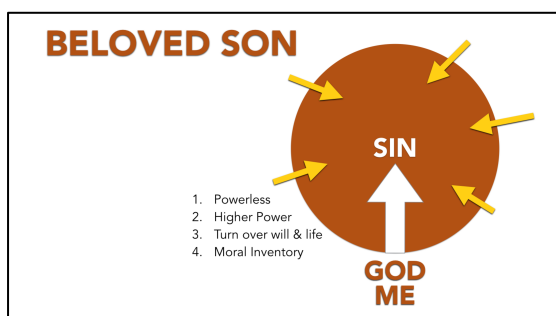 BELOVED SON
SIN
1. Powerless
2. Higher Power
3. Turn over will & life
4. Moral Inventory
GOD
ME